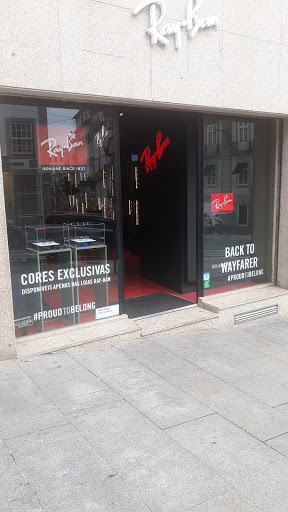 Ray-Ban
Ray-Ban
GENUINE SINCE 1937
Ray-Ban
Ray-Ban
CORES EXCLUSIVAS
DISPONÍVEIS APENAS NAS LOJAS RAY-BAN
#PROUDTOBELONG
BACK TO
WAYFARER
#PROUDTOBELONG